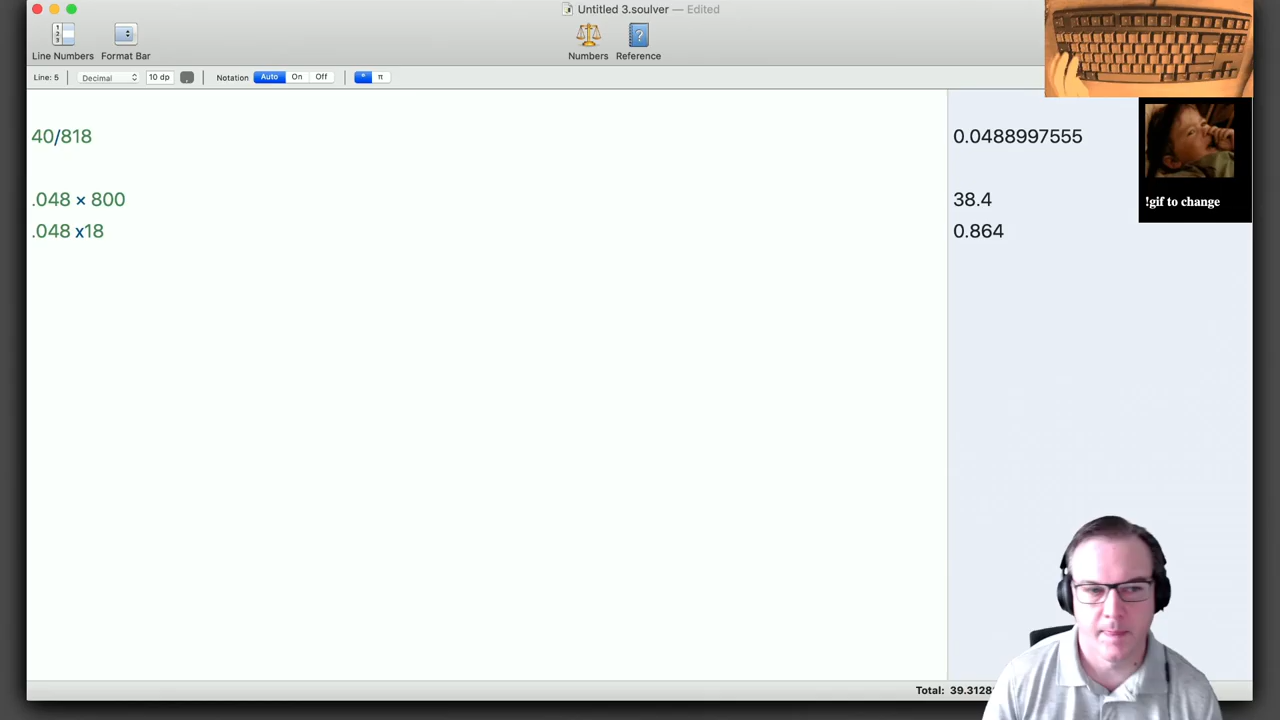 Untitled 3.soulver — Edited
Line Numbers
Format Bar
Numbers
Reference
Line: 5
Decimal
10 dp
Notation
Auto
On
Off
π
40/818
0.0488997555
.048 × 800
38.4
.048 x18
0.864
!gif to change
Total: 39.3128